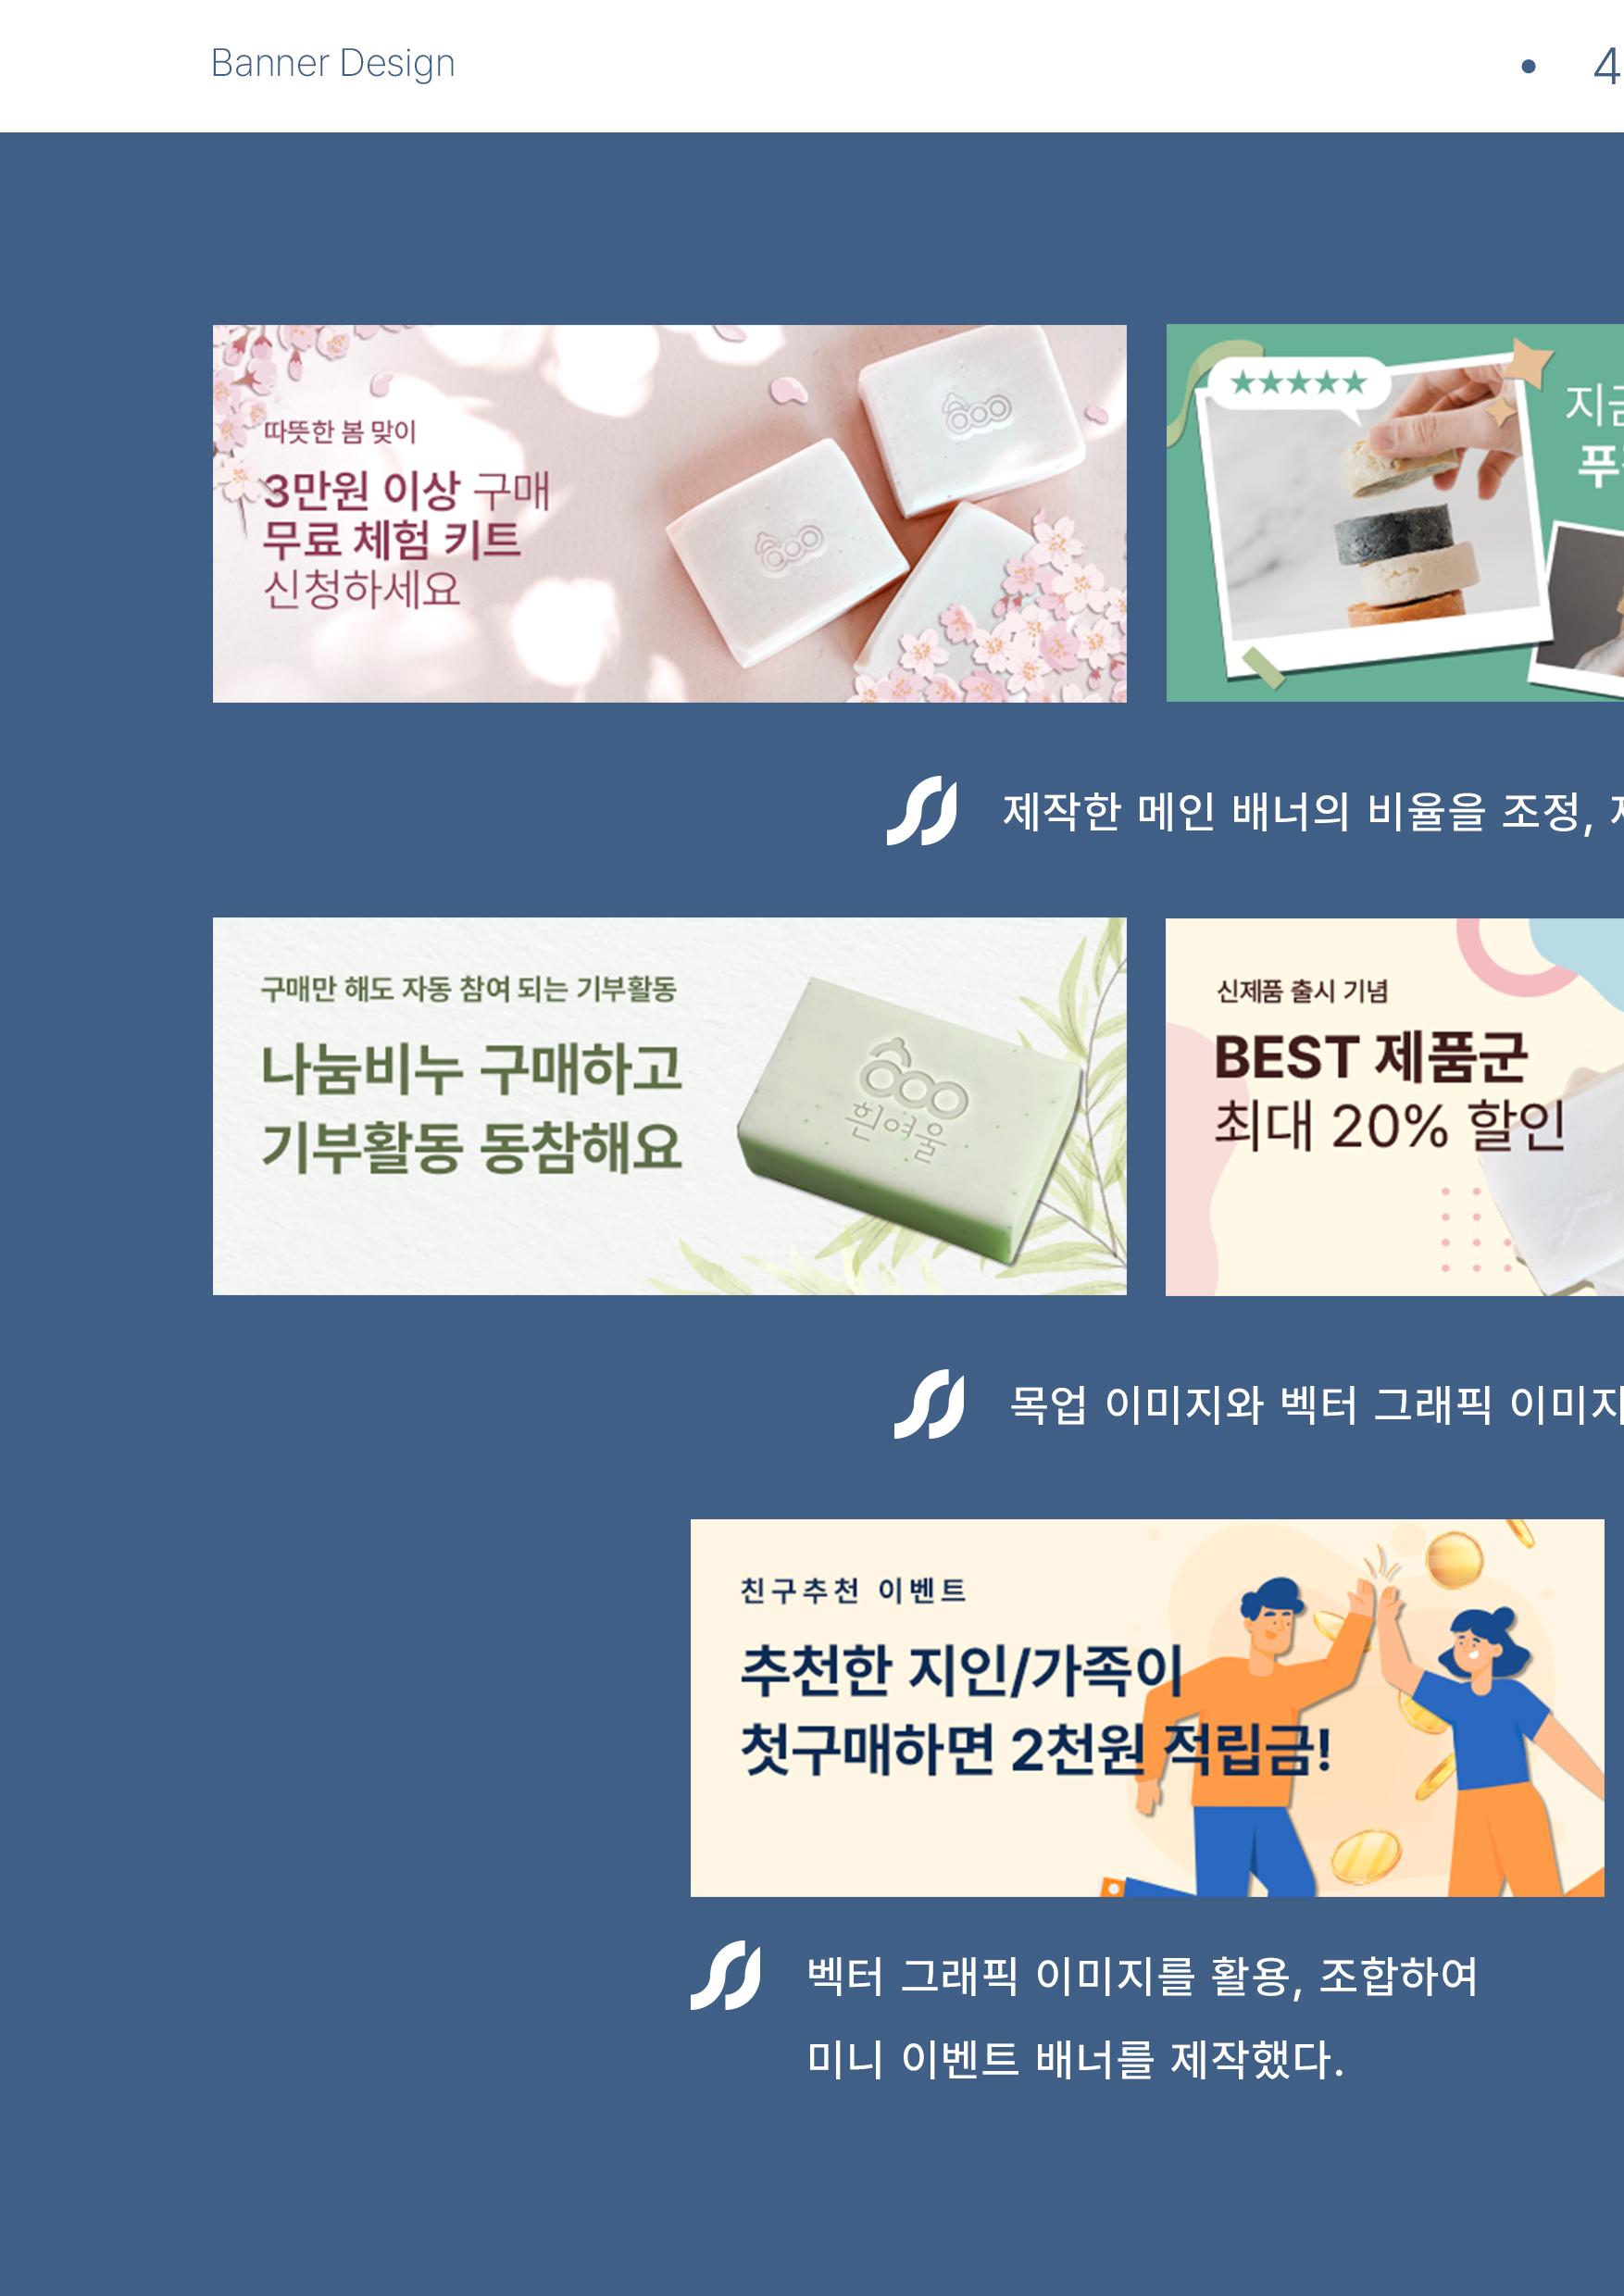 Banner Design
• 4
따뜻한 봄 맞이
3만원 이상 구매
무료 체험 키트
신청하세요
제작한 메인 배너의 비율을 조정,
구매만 해도 자동 참여 되는 기부활동
나눔비누 구매하고
기부활동 동참해요
흰여울
신제품 출시 기념
BEST 제품군
최대 20% 할인
목업 이미지와 벡터 그래픽 이미지
친구추천 이벤트
추천한 지인/가족이
첫구매하면 2천원 적립금!
벡터 그래픽 이미지를 활용, 조합하여
미니 이벤트 배너를 제작했다.